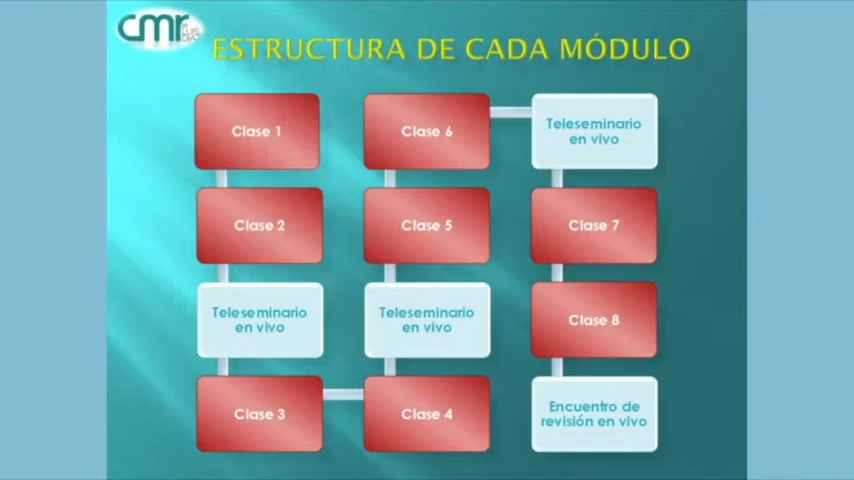 cmr
ESTRUCTURA DE CADA MÓDULO
Clase 1
Clase 2
Teleseminario
en vivo
Clase 3
Clase 4
Teleseminario
en vivo
Clase 5
Clase 6
Teleseminario
en vivo
Clase 7
Clase 8
Encuentro de
revisión en vivo